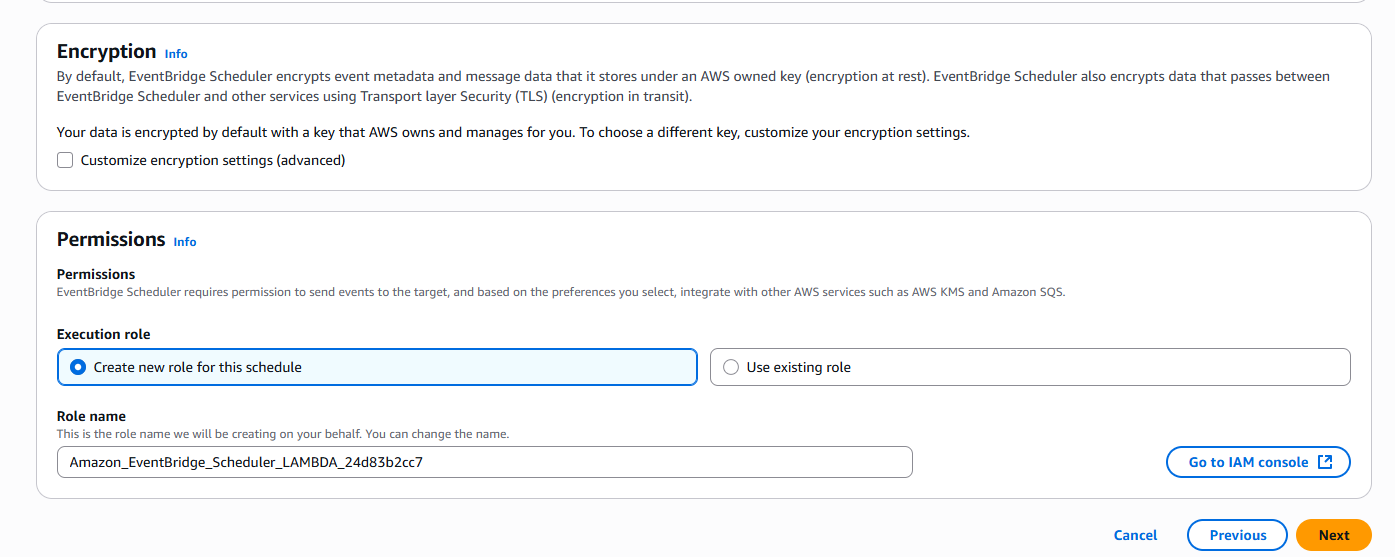 Encryption Info
By default, EventBridge Scheduler encrypts event metadata and message data that it stores under an AWS owned key (encryption at rest). EventBridge Scheduler also encrypts data that passes between
EventBridge Scheduler and other services using Transport layer Security (TLS) (encryption in transit).
Your data is encrypted by default with a key that AWS owns and manages for you. To choose a different key, customize your encryption settings.
Customize encryption settings (advanced)
Permissions Info
Permissions
EventBridge Scheduler requires permission to send events to the target, and based on the preferences you select, integrate with other AWS services such as AWS KMS and Amazon SQS.
Execution role
Create new role for this schedule
Use existing role
Role name
This is the role name we will be creating on your behalf. You can change the name.
Amazon_EventBridge_Scheduler_LAMBDA_24d83b2cc7
Go to IAM console
Cancel
Previous
Next